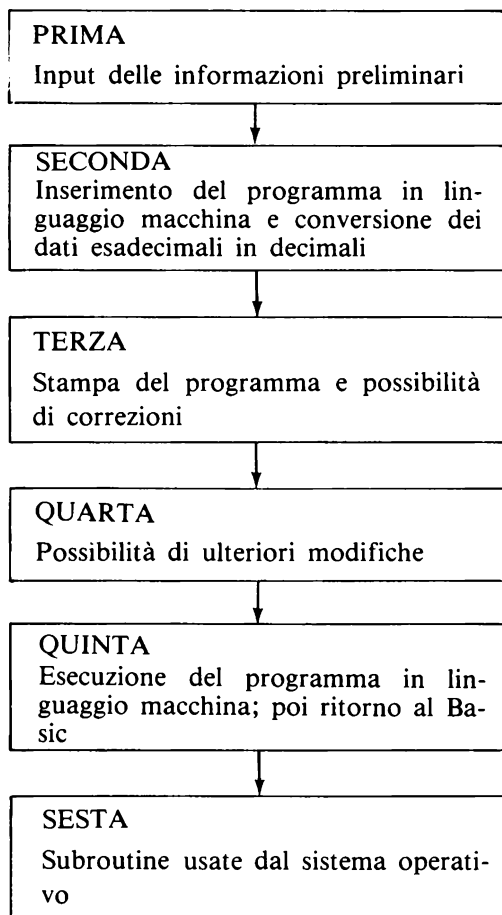 PRIMA
Input delle informazioni preliminari
SECONDA
Inserimento del programma in lin-
guaggio macchina e conversione dei
dati esadecimali in decimali
TERZA
Stampa del programma e possibilità
di correzioni
QUARTA
Possibilità di ulteriori modifiche
QUINTA
Esecuzione del programma in lin-
guaggio macchina; poi ritorno al Ba-
sic
SESTA
Subroutine usate dal sistema operati-
vo